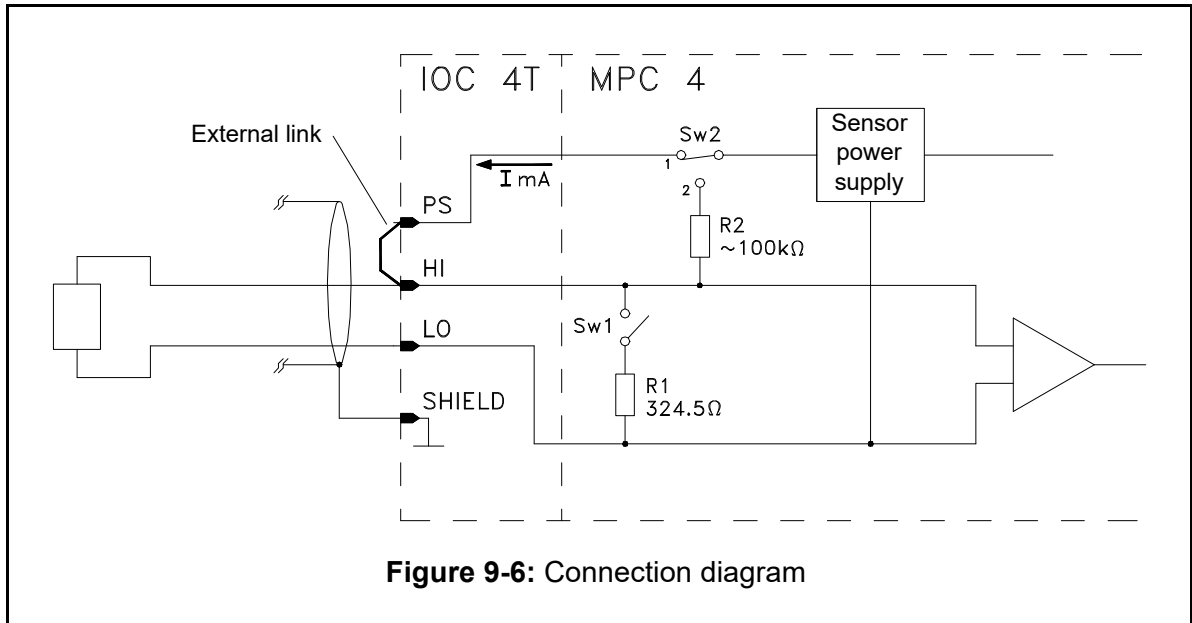 IOC 4T
MPC 4
External link
Sw2
Sensor
power
supply
1
I mA
2
PS
R2
~100kΩ
HI
Sw1
LO
R1
324.5Ω
SHIELD
Figure 9-6: Connection diagram